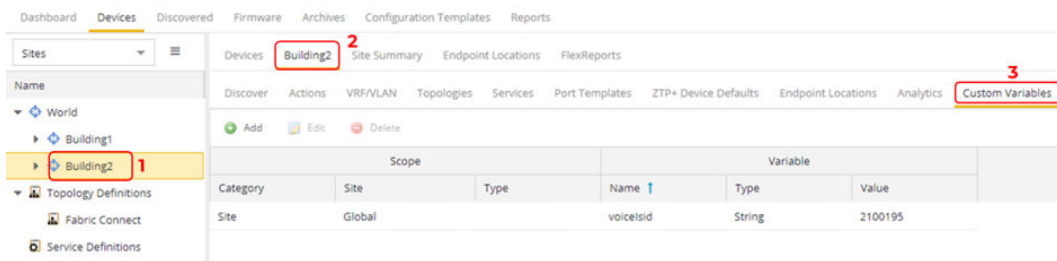 Dashboard Devices Discovered Firmware Archives Configuration Templates Reports
Sites
2
Devices Building2 Site Summary Endpoint Locations FlexReports
3
Name
Discover Actions VRF/VLAN Topologies Services Port Templates ZTP+ Device Defaults Endpoint Locations Analytics Custom Variables
World
Building1
Building2 1
Topology Definitions
Fabric Connect
Service Definitions
Add Edit Delete
Scope Variable
Category Site Type Name Type Value
Site Global voiceIsid String 2100195